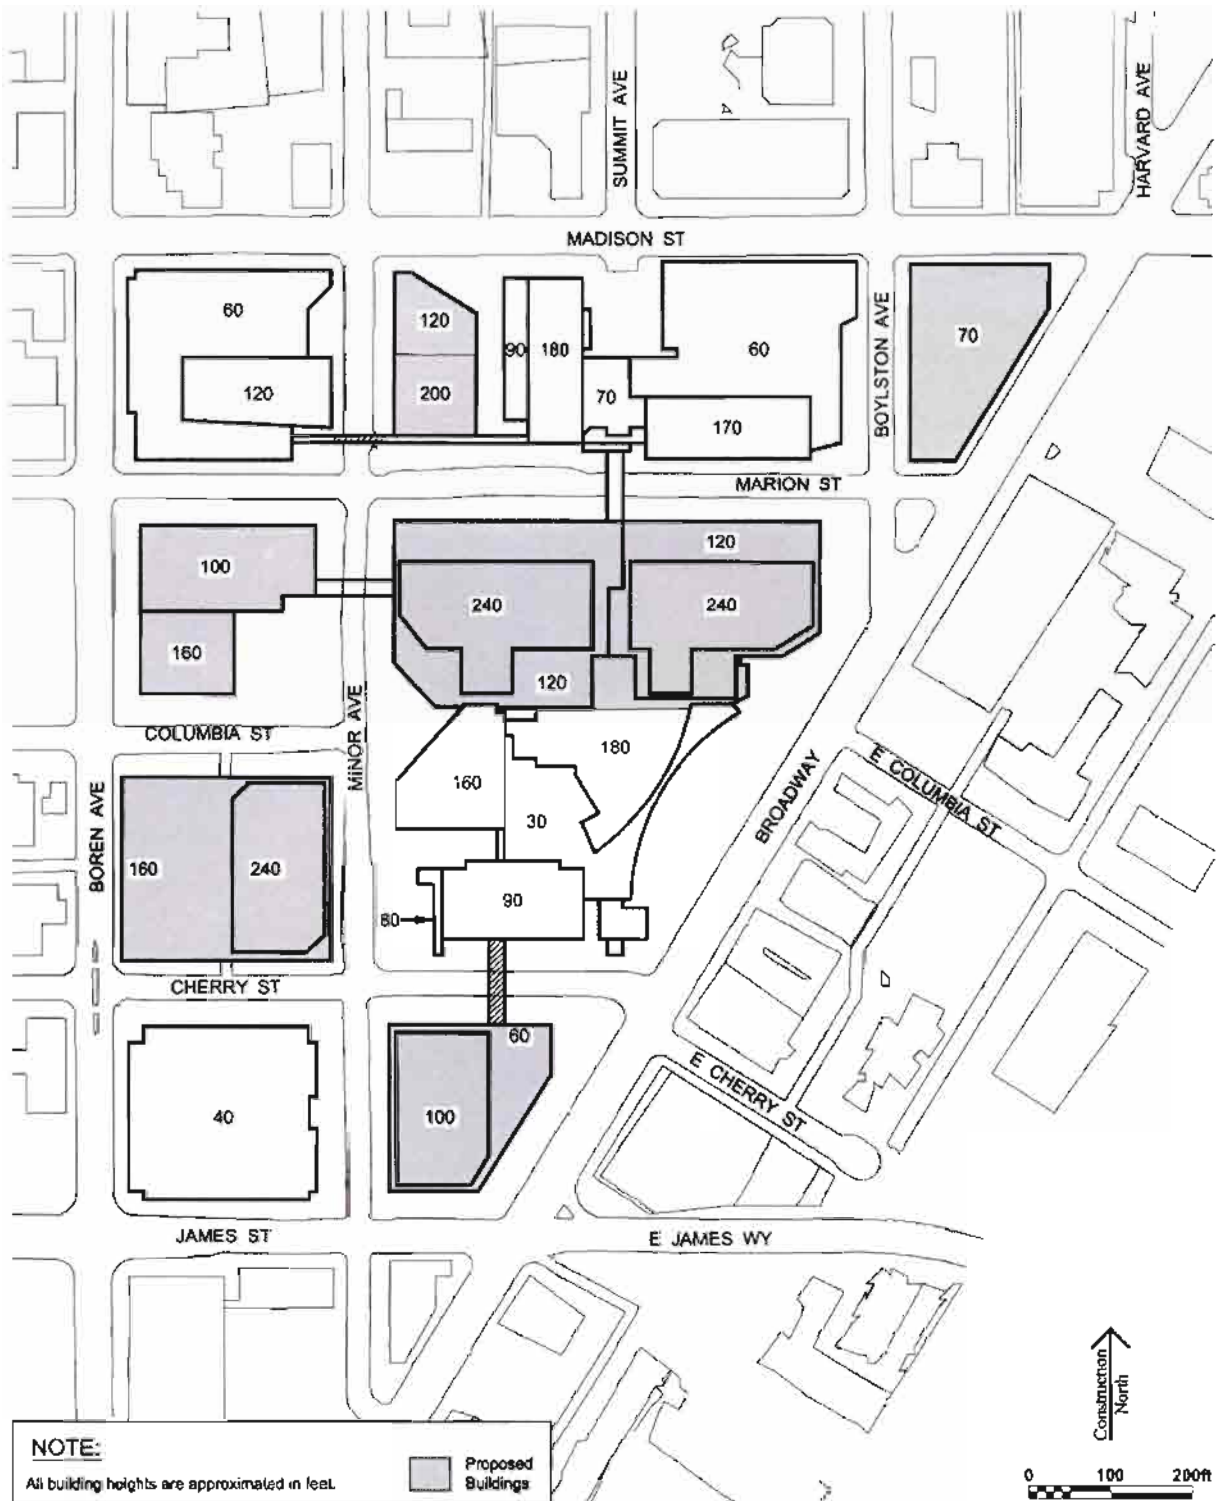 SUMMIT AVE
HARVARD AVE
MADISON ST
60
120
120
200
90
180
70
60
170
BOYLSTON AVE
70
MARION ST
100
160
120
240
240
120
COLUMBIA ST
MINOR AVE
180
160
30
BROADWAY
E COLUMBIA ST
BOREN AVE
160
240
90
80
CHERRY ST
60
100
40
E CHERRY ST
JAMES ST
E JAMES WY
Construction
North
NOTE:
All building heights are approximated in feet.
Proposed
Buildings
0 100 200ft